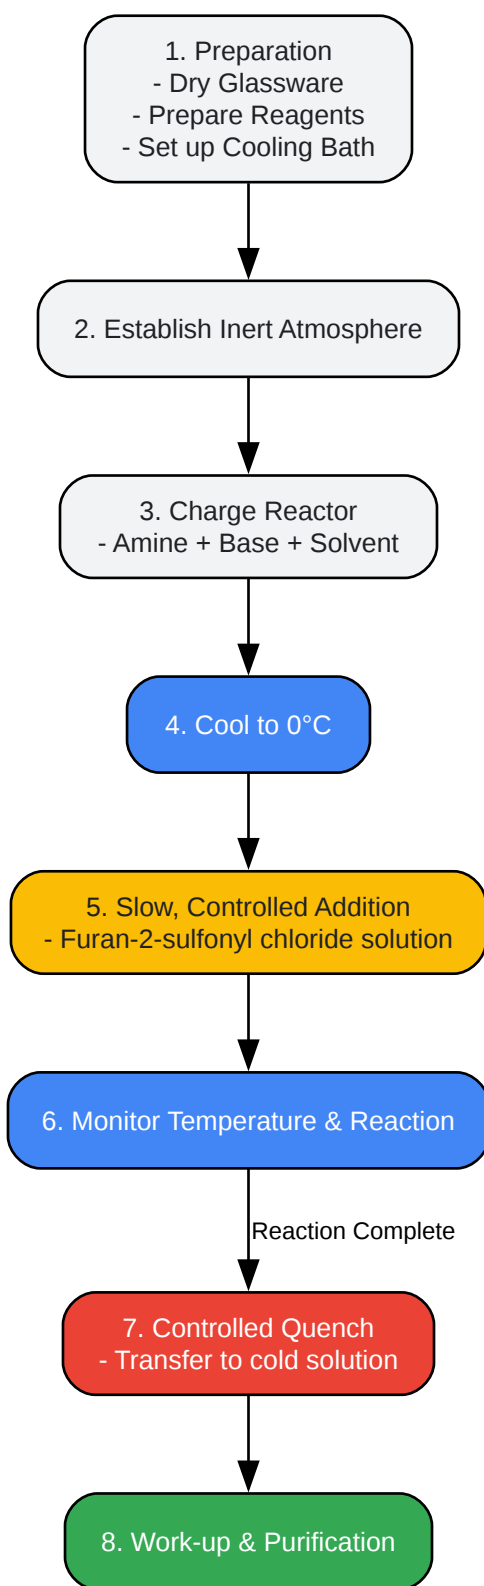 1. Preparation
- Dry Glassware
- Prepare Reagents
- Set up Cooling Bath
2. Establish Inert Atmosphere
3. Charge Reactor
- Amine + Base + Solvent
4. Cool to 0°C
5. Slow, Controlled Addition
- Furan-2-sulfonyl chloride solution
6. Monitor Temperature & Reaction
Reaction Complete
7. Controlled Quench
- Transfer to cold solution
8. Work-up & Purification